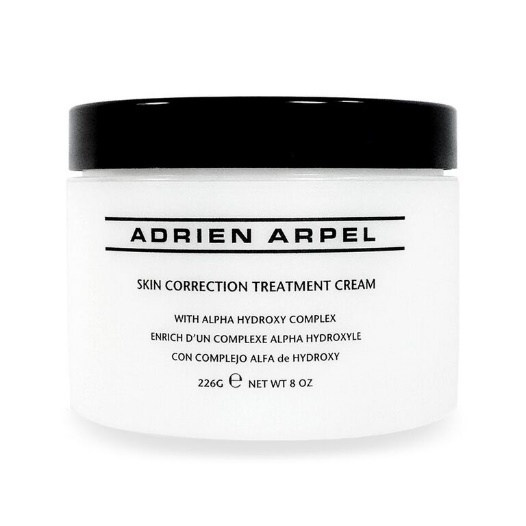 ADRIEN ARPEL
SKIN CORRECTION TREATMENT CREAM
WITH ALPHA HYDROXY COMPLEX
ENRICH D'UN COMPLEXE ALPHA HYDROXYLE
CON COMPLEJO ALFA de HYDROXY
226G ℮ NET WT 8 OZ